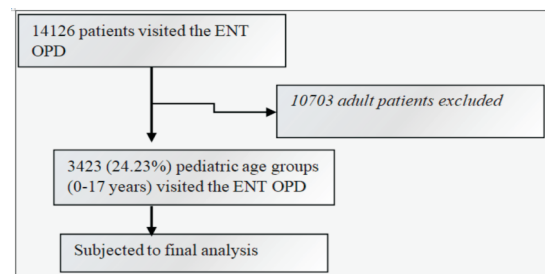 14126 patients visited the ENT
OPD
10703 adult patients excluded
3423 (24.23%) pediatric age groups
(0-17 years) visited the ENT OPD
Subjected to final analysis